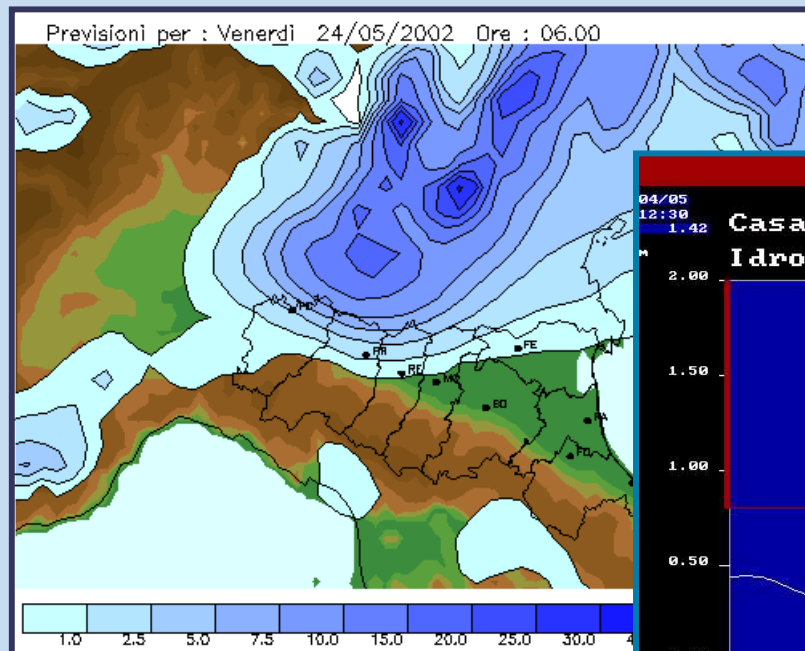 Previsioni per : Venerdì 24/05/2002 Ore : 06.00
04/05
12:30
1.42
M
Casa
Idro
2.00
1.50
1.00
0.50
PC
PR
RE
MO
FE
BO
RA
FO
1.0 2.5 5.0 7.5 10.0 15.0 20.0 25.0 30.0